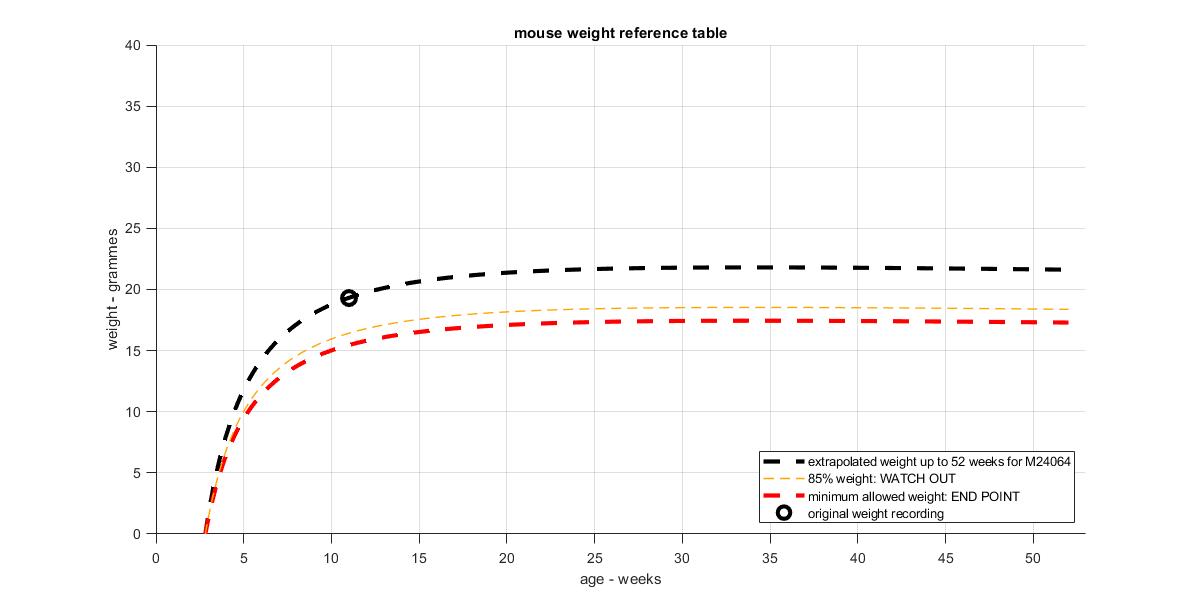 mouse weight reference table
40
35
30
25
20
15
10
5
0
weight - grammes
0 5 10 15 20 25 30 35 40 45 50
age - weeks
extrapolated weight up to 52 weeks for M24064
85% weight: WATCH OUT
minimum allowed weight: END POINT
original weight recording